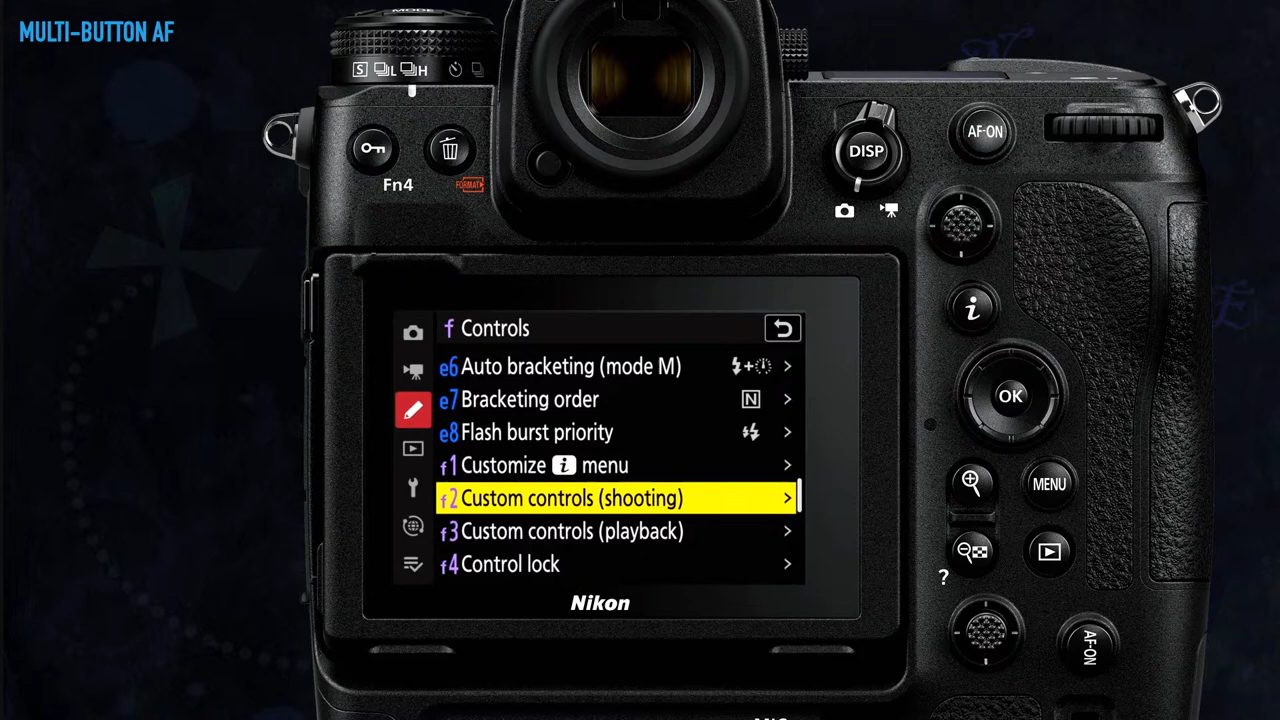 MULTI-BUTTON AF
MODE
S L H
Fn4
FORMAT
DISP
AF-ON
i
f Controls
e6 Auto bracketing (mode M)
e7 Bracketing order N
e8 Flash burst priority
f1 Customize i menu
f2 Custom controls (shooting)
f3 Custom controls (playback)
f4 Control lock
Nikon
OK
MENU
?
AF-ON